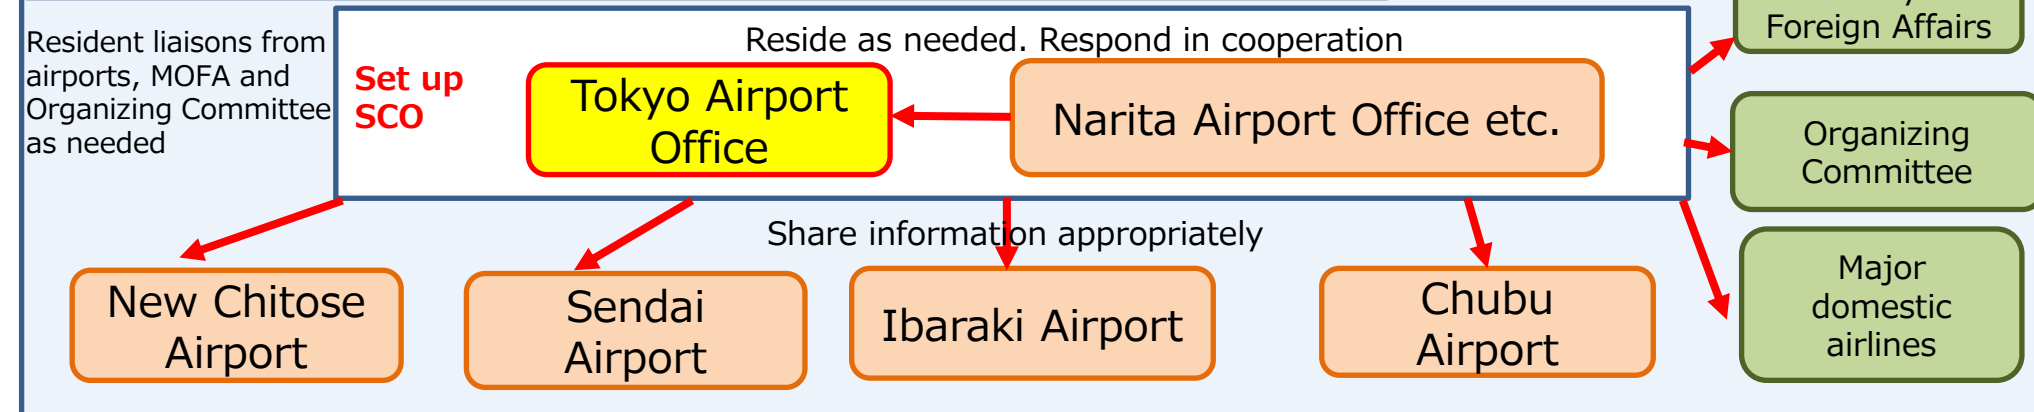 Foreign Affairs
Resident liaisons from
airports, MOFA and
Organizing Committee
as needed
Reside as needed. Respond in cooperation
Set up
SCO
Tokyo Airport
Office
Narita Airport Office etc.
Organizing
Committee
Share information appropriately
New Chitose
Airport
Sendai
Airport
Ibaraki Airport
Chubu
Airport
Major
domestic
airlines